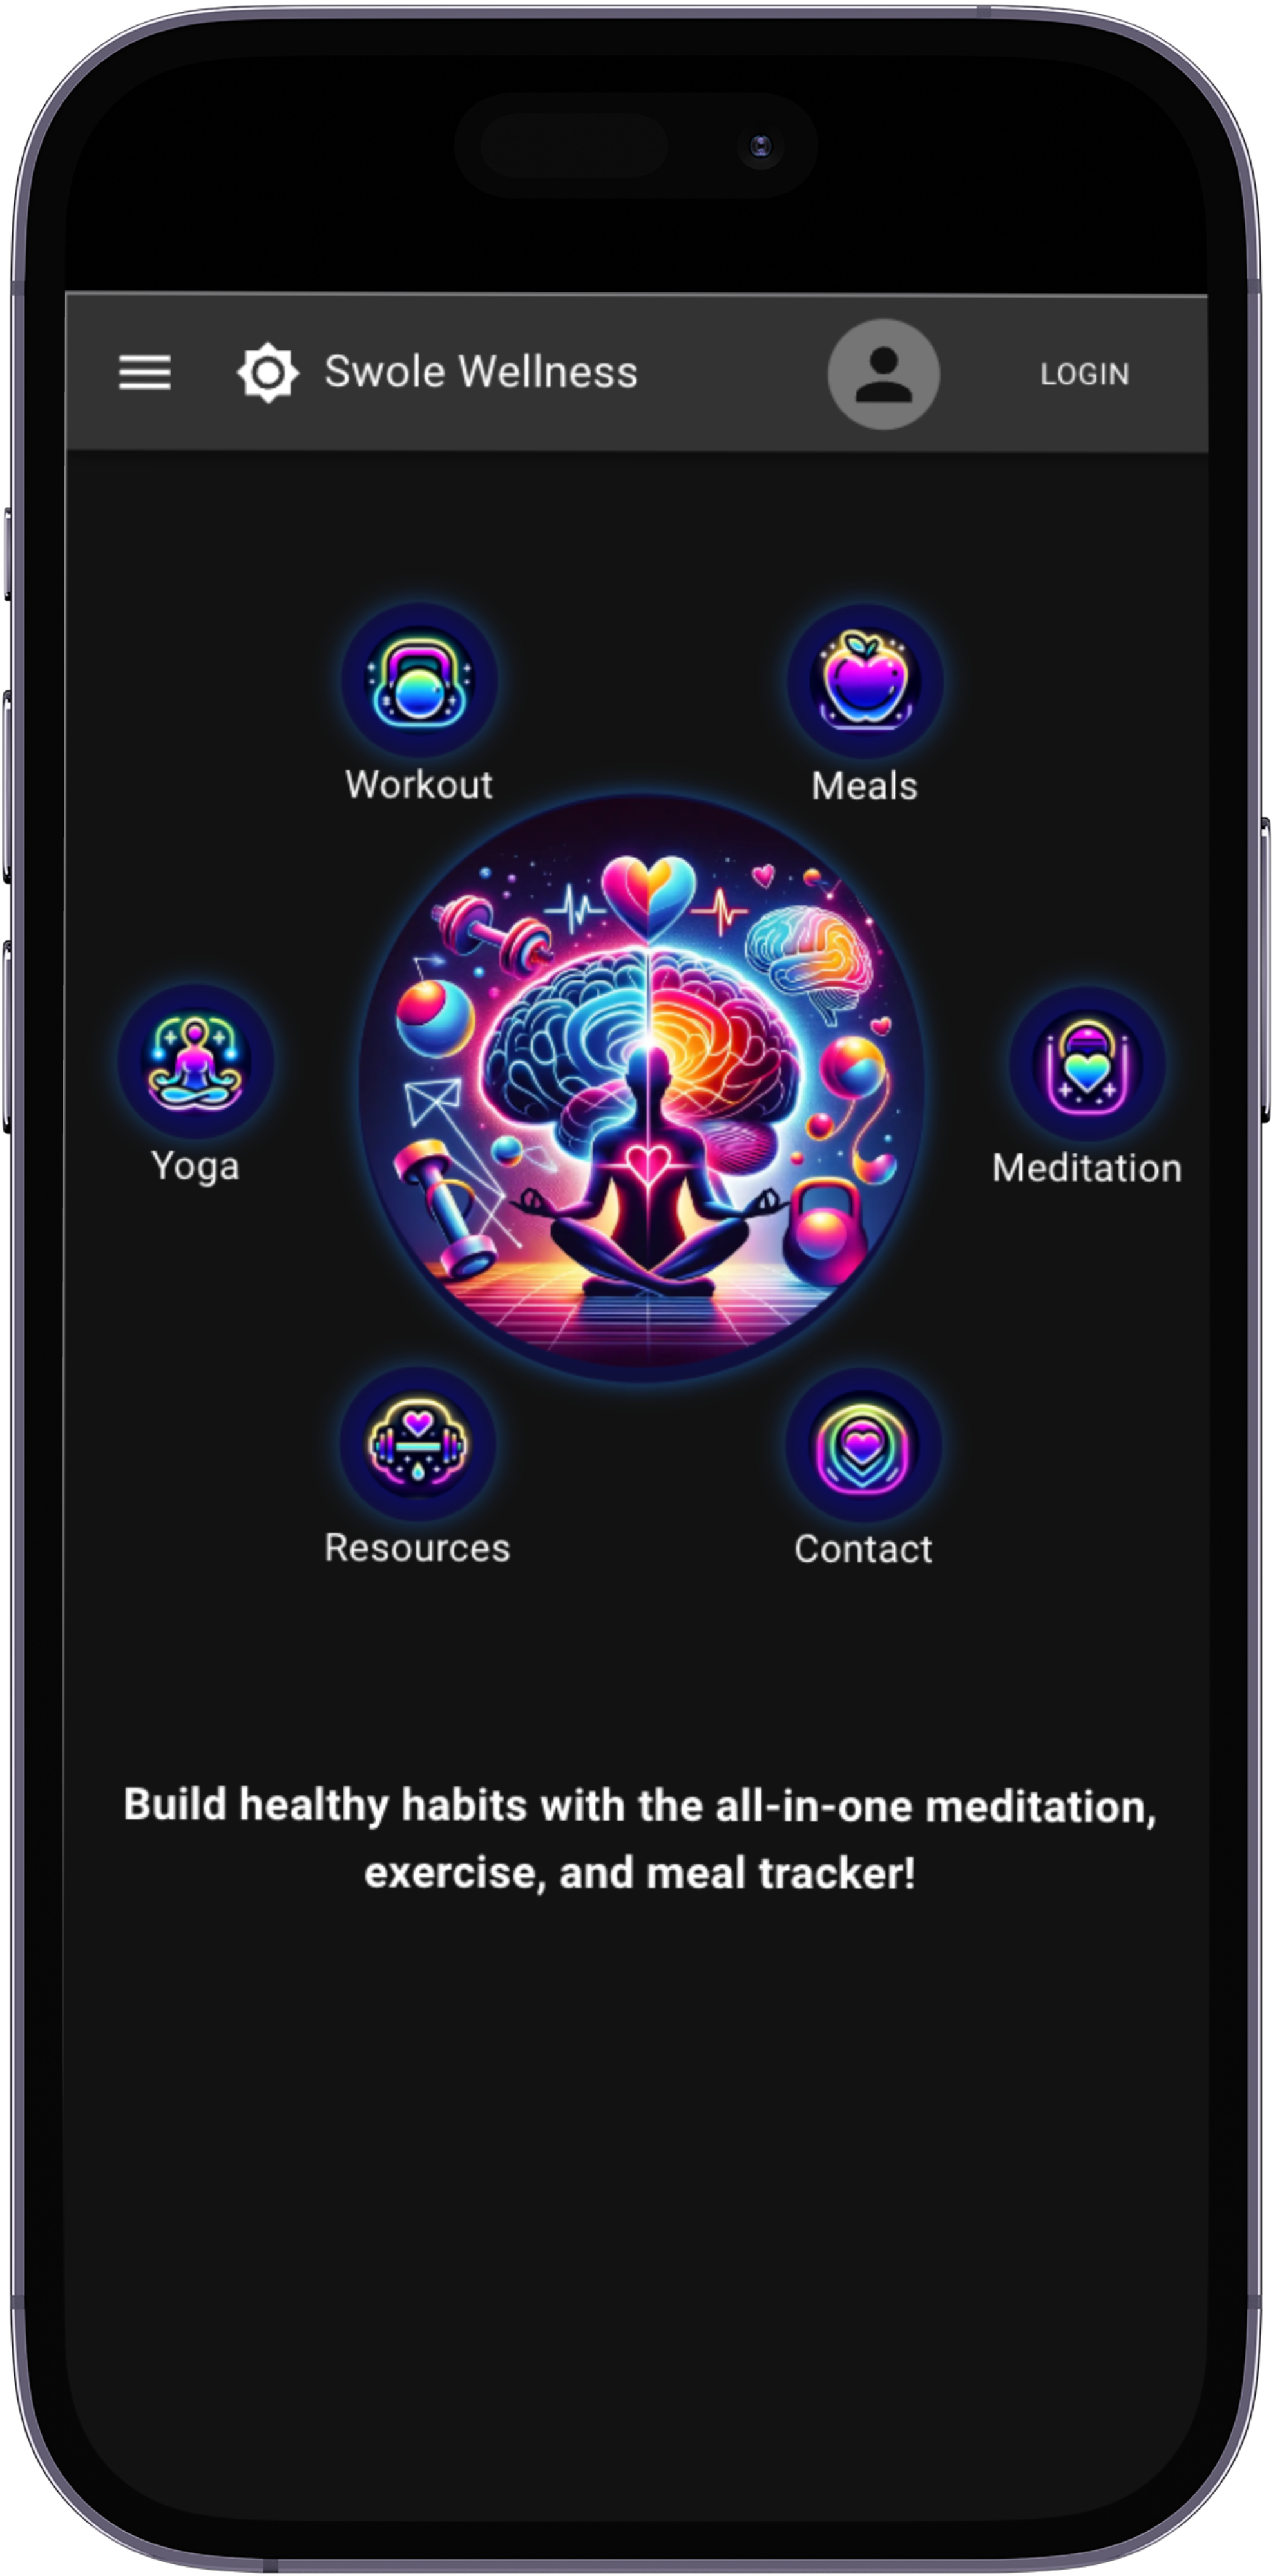 Swole Wellness
LOGIN
Workout
Meals
Yoga
Meditation
Resources
Contact
Build healthy habits with the all-in-one meditation,
exercise, and meal tracker!